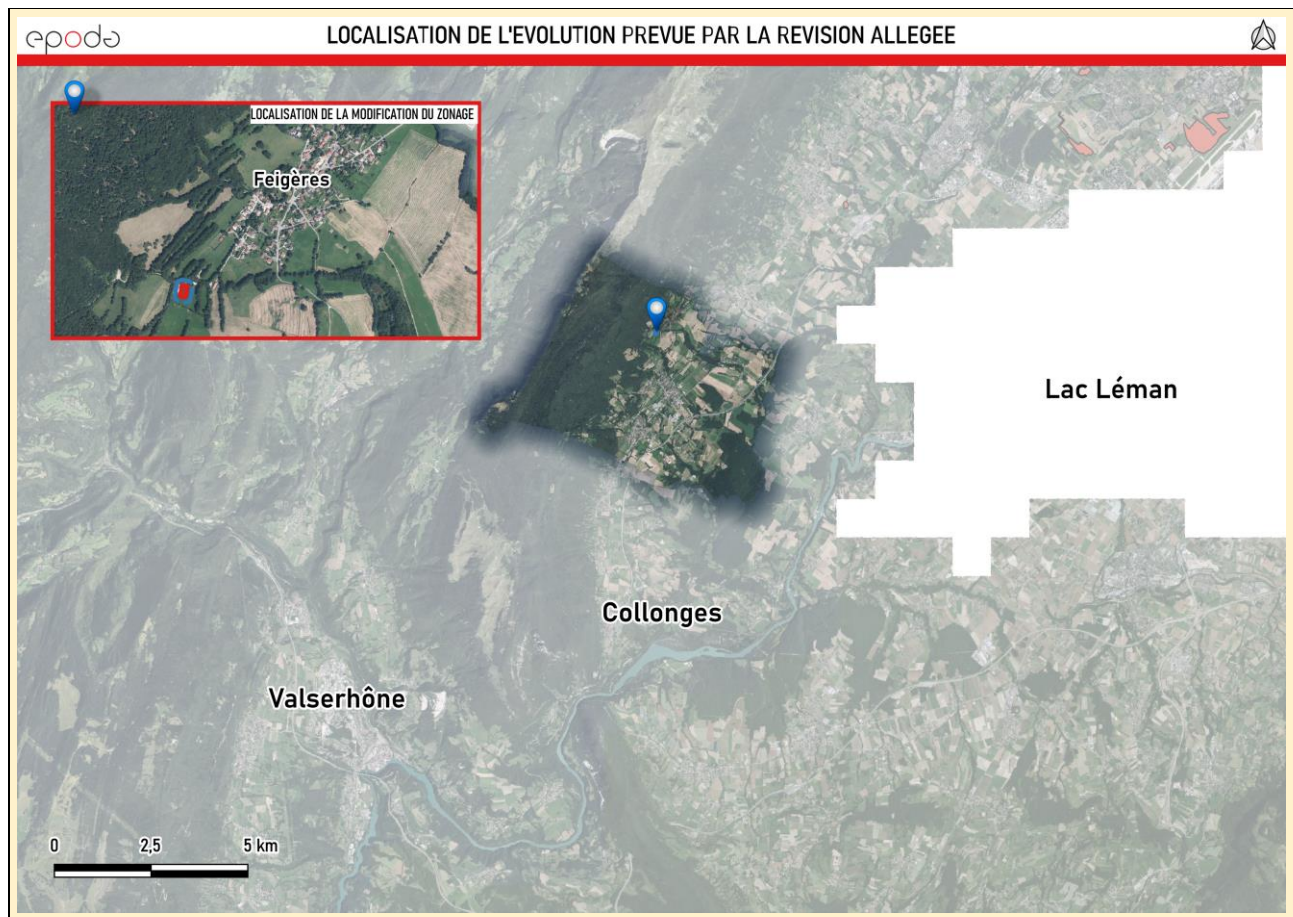 epode
LOCALISATION DE L'EVOLUTION PREVUE PAR LA REVISION ALLEGEE
LOCALISATION DE LA MODIFICATION DU ZONAGE
Feigères
Lac Léman
Collonges
Valserhône
0 2,5 5 km